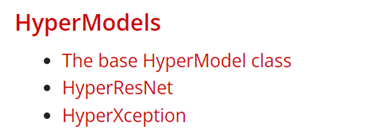 HyperModels
The base HyperModel class
HyperResNet
HyperXception